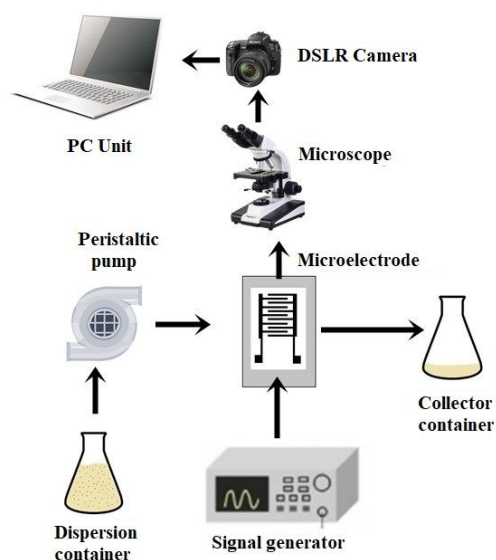 DSLR Camera
PC Unit
Microscope
Peristaltic
pump
Microelectrode
Collector
container
Dispersion
container
Signal generator